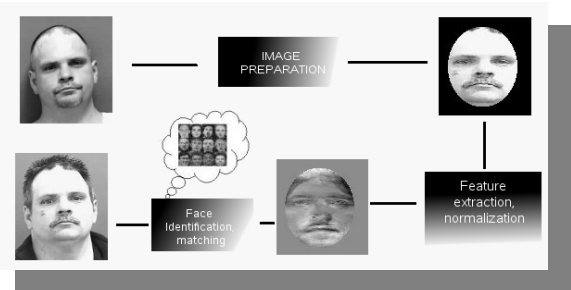 IMAGE
PREPARATION
Feature
extraction,
normalization
Face
Identification,
matching